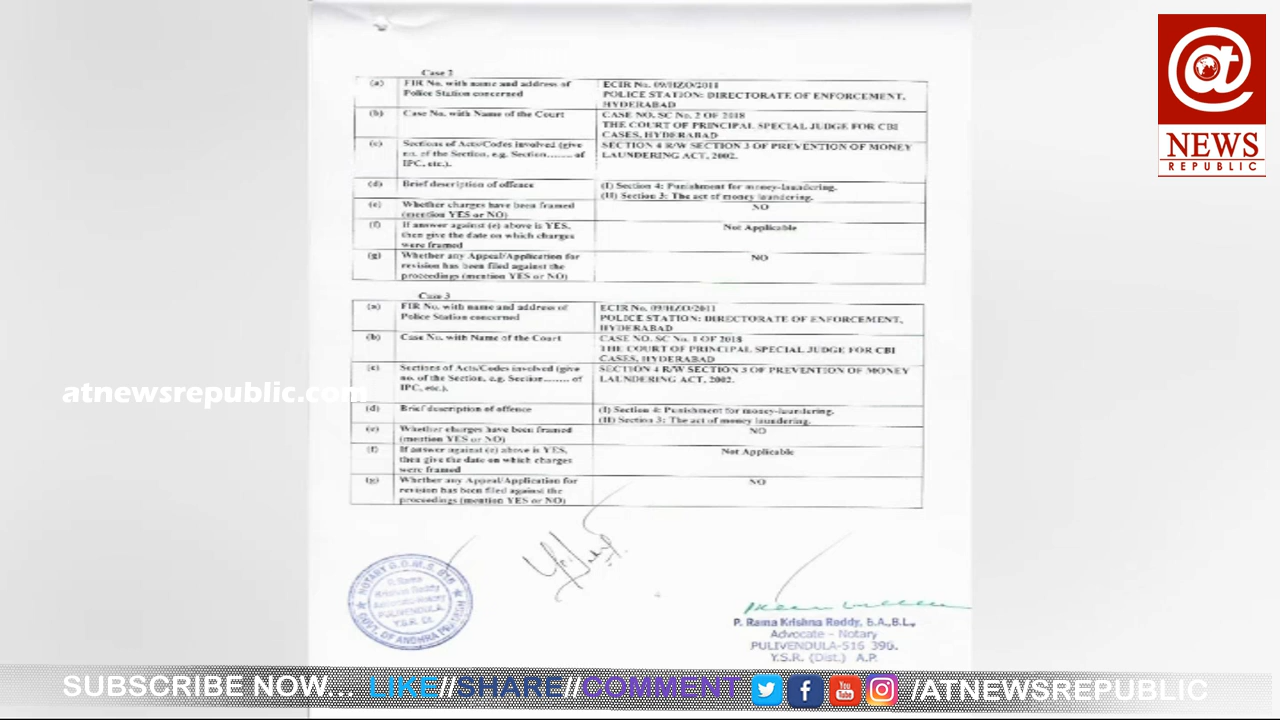 Case 2
(a) FIR No. with name and address of Police Station concerned ECIR No. 09/HZO/2011
POLICE STATION: DIRECTORATE OF ENFORCEMENT, HYDERABAD
(b) Case No. with Name of the Court CASE NO. SC No. 2 OF 2018
THE COURT OF PRINCIPAL SPECIAL JUDGE FOR CBI CASES, HYDERABAD
(c) Sections of Acts/Codes involved (give no. of the Section, e.g. Section........ of IPC, etc.). SECTION 4 R/W SECTION 3 OF PREVENTION OF MONEY LAUNDERING ACT, 2002.
(d) Brief description of offence (I) Section 4: Punishment for money-laundering.
(II) Section 3: The act of money laundering.
(e) Whether charges have been framed (mention YES or NO) NO
(f) If answer against (e) above is YES, then give the date on which charges were framed Not Applicable
(g) Whether any Appeal/Application for revision has been filed against the proceedings (mention YES or NO) NO
Case 3
(a) FIR No. with name and address of Police Station concerned ECIR No. 09/HZO/2011
POLICE STATION: DIRECTORATE OF ENFORCEMENT, HYDERABAD
(b) Case No. with Name of the Court CASE NO. SC No. 1 OF 2018
THE COURT OF PRINCIPAL SPECIAL JUDGE FOR CBI CASES, HYDERABAD
(c) Sections of Acts/Codes involved (give no. of the Section, e.g. Section........ of IPC, etc.). SECTION 4 R/W SECTION 3 OF PREVENTION OF MONEY LAUNDERING ACT, 2002.
(d) Brief description of offence (I) Section 4: Punishment for money-laundering.
(II) Section 3: The act of money laundering.
(e) Whether charges have been framed (mention YES or NO) NO
(f) If answer against (e) above is YES, then give the date on which charges were framed Not Applicable
(g) Whether any Appeal/Application for revision has been filed against the proceedings (mention YES or NO) NO
atnewsrepublic.com
NOTARY
P. Rama
Krishna Reddy
Advocate-Notary
PULIVENDULA
Y.S.R. Dt.
GOVT. OF ANDHRA PRADESH
P. Rama Krishna Reddy, B.A.,B.L.,
Advocate - Notary
PULIVENDULA-516 390.
Y.S.R. (Dist.) A.P.
@
NEWS
REPUBLIC
SUBSCRIBE NOW... LIKE//SHARE//COMMENT You Tube /ATNEWSREPUBLIC